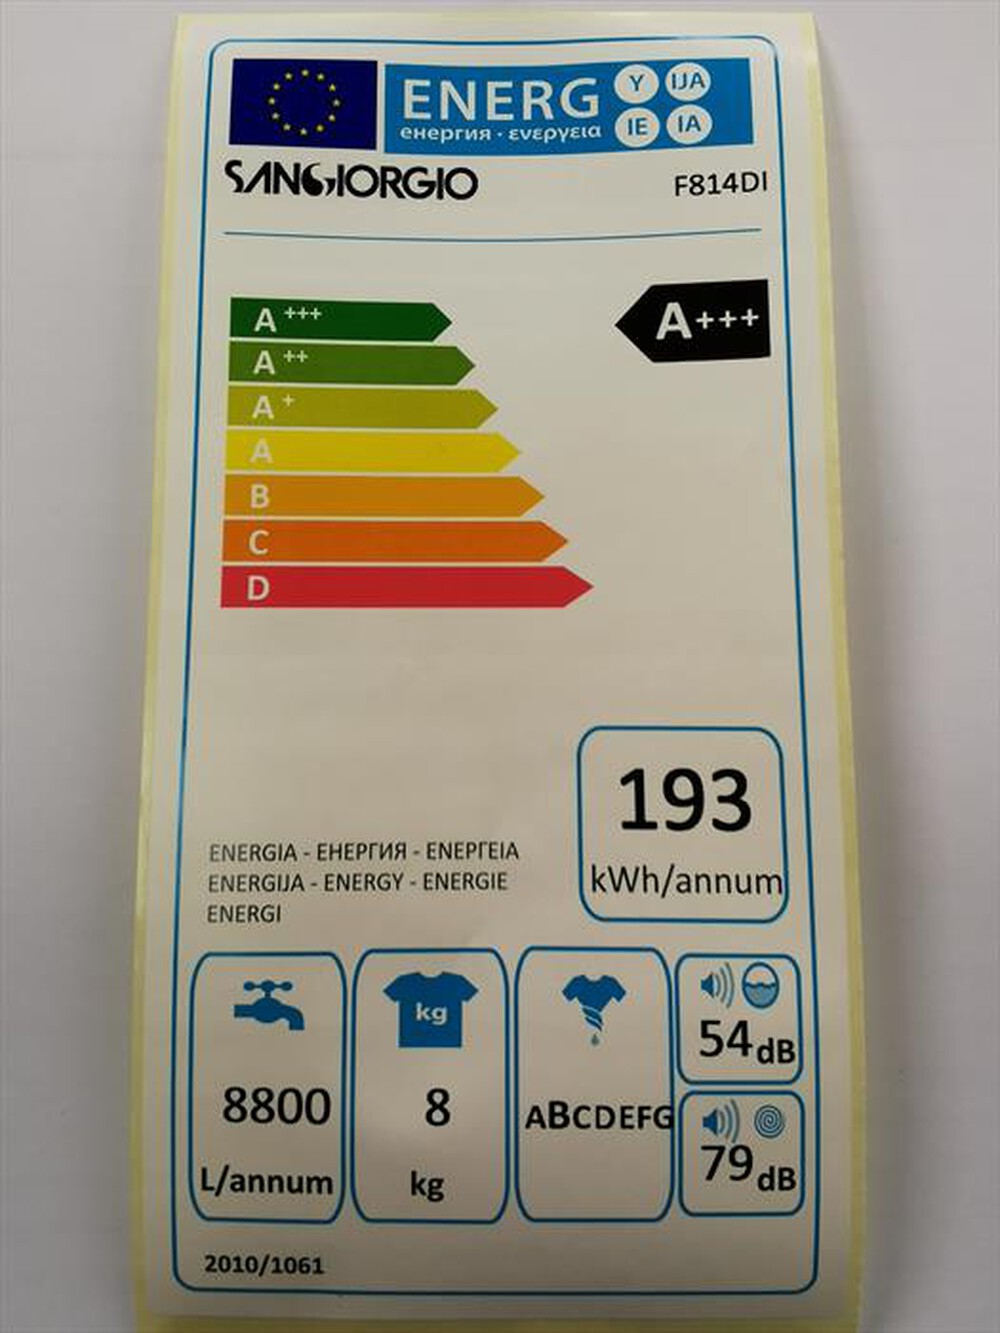 ENERG Y IJA
енергия · ενεργεια IE IA
SANGIORGIO F814DI
A+++ A+++
A++
A+
A
B
C
D
193
kWh/annum
ENERGIA - ЕНЕРГИЯ - ΕΝΕΡΓΕΙΑ
ENERGIJA - ENERGY - ENERGIE
ENERGI
kg
54dB
8800 8 ABCDEFG
79dB
L/annum kg
2010/1061